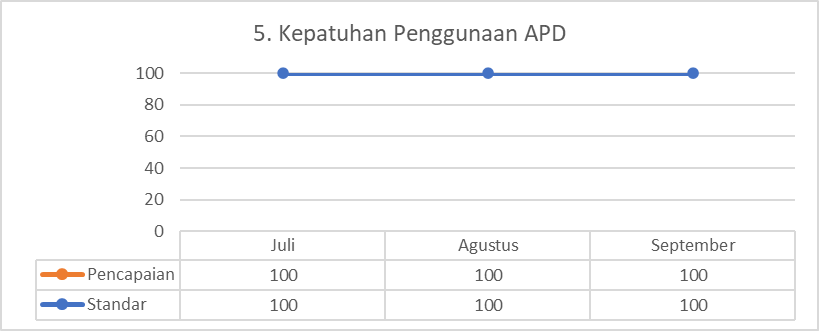 5. Kepatuhan Penggunaan APD
100
80
60
40
20
0
Juli Agustus September
Pencapaian 100 100 100
Standar 100 100 100